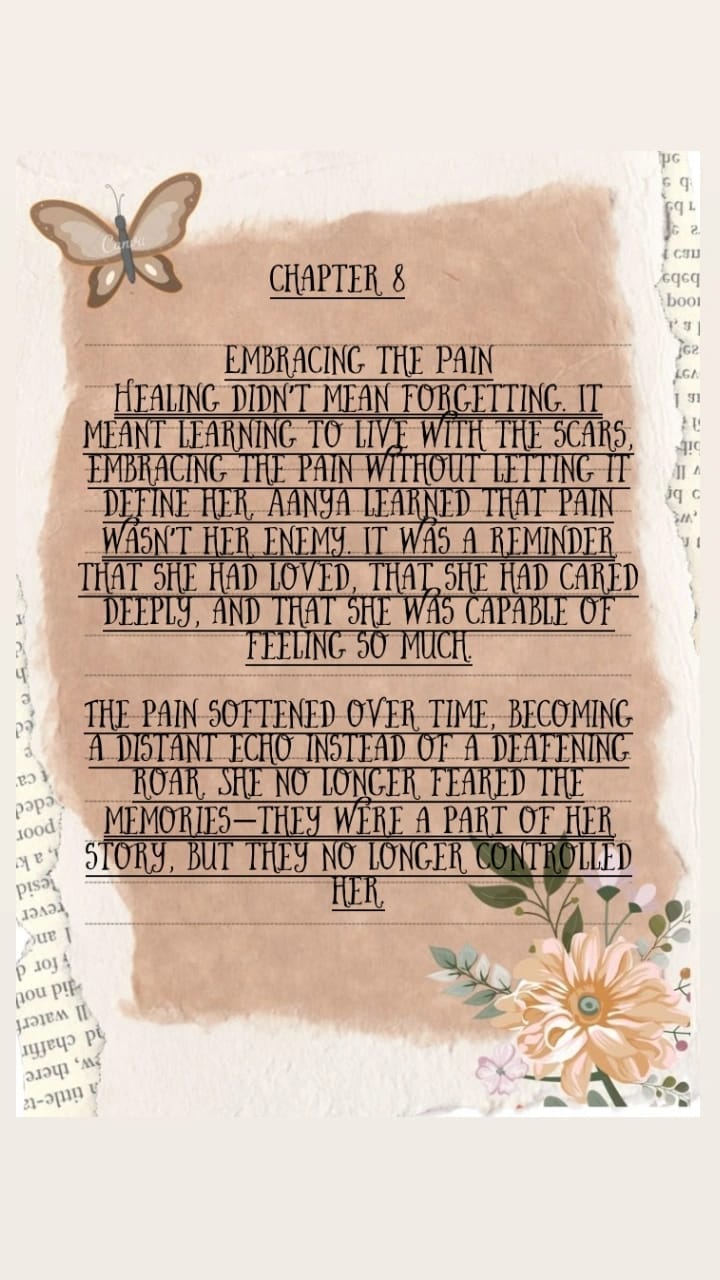 Canva
CHAPTER 8
EMBRACING THE PAIN
HEALING DIDN'T MEAN FORGETTING. IT
MEANT LEARNING TO LIVE WITH THE SCARS,
EMBRACING THE PAIN WITHOUT LETTING IT
DEFINE HER. AANYA LEARNED THAT PAIN
WASN'T HER ENEMY. IT WAS A REMINDER
THAT SHE HAD LOVED, THAT SHE HAD CARED
DEEPLY, AND THAT SHE WAS CAPABLE OF
FEELING SO MUCH.
THE PAIN SOFTENED OVER TIME, BECOMING
A DISTANT ECHO INSTEAD OF A DEAFENING
ROAR. SHE NO LONGER FEARED THE
MEMORIES—THEY WERE A PART OF HER
STORY, BUT THEY NO LONGER CONTROLLED
HER.